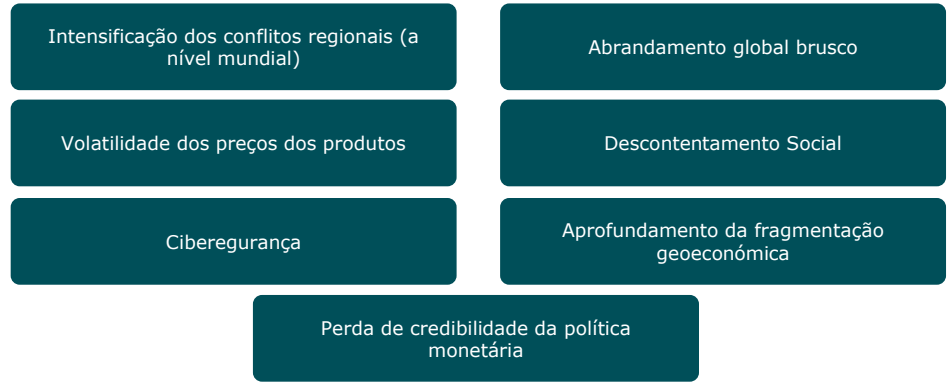 Intensificação dos conflitos regionais (a
nível mundial)
Abrandamento global brusco
Volatilidade dos preços dos produtos
Descontentamento Social
Ciberegurança
Aprofundamento da fragmentação
geoeconómica
Perda de credibilidade da política
monetária